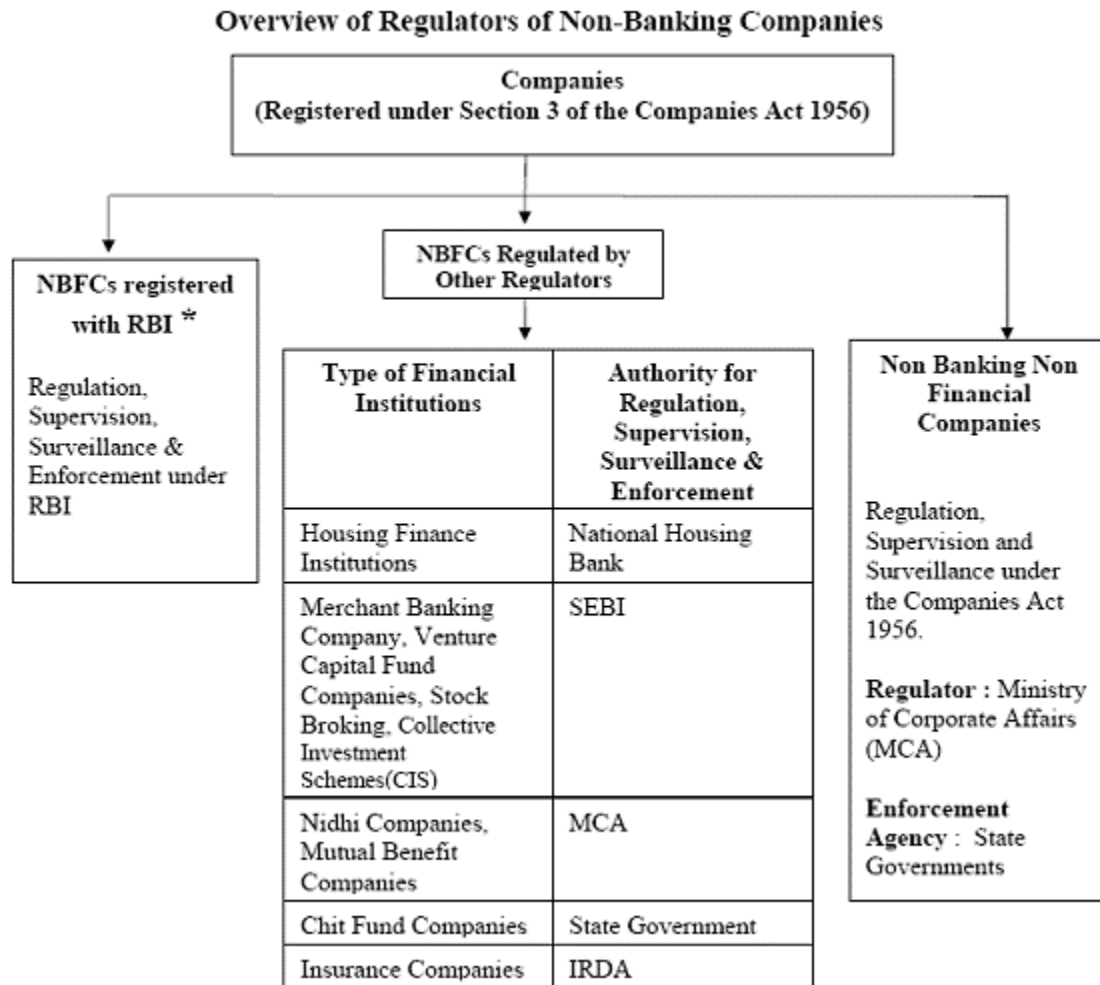 Overview of Regulators of Non-Banking Companies
Companies
(Registered under Section 3 of the Companies Act 1956)
NBFCs registered
with RBI *
Regulation,
Supervision,
Surveillance &
Enforcement under
RBI
NBFCs Regulated by
Other Regulators
Type of Financial
Institutions
Authority for
Regulation,
Supervision,
Surveillance &
Enforcement
Housing Finance
Institutions
National Housing
Bank
Merchant Banking
Company, Venture
Capital Fund
Companies, Stock
Broking, Collective
Investment
Schemes(CIS)
SEBI
Nidhi Companies,
Mutual Benefit
Companies
MCA
Chit Fund Companies
State Government
Insurance Companies
IRDA
Non Banking Non
Financial
Companies
Regulation,
Supervision and
Surveillance under
the Companies Act
1956.
Regulator : Ministry
of Corporate Affairs
(MCA)
Enforcement
Agency : State
Governments